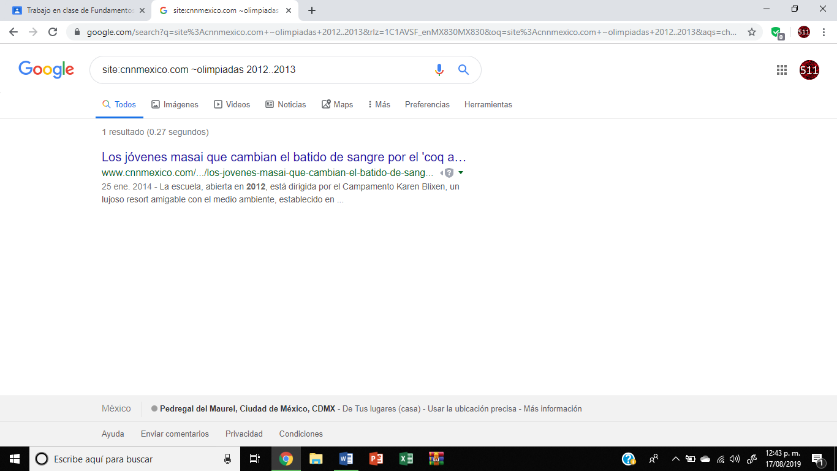 Trabajo en clase de Fundamento
site:cnnmexico.com ~olimpiadas
google.com/search?q=site%3Acnnmexico.com+~olimpiadas+2012..2013&rlz=1C1AVSF_enMX830MX830&oq=site%3Acnnmexico.com+~olimpiadas+2012..2013&aqs=ch...
Google
site:cnnmexico.com ~olimpiadas 2012..2013
511
Todos Imágenes Videos Noticias Maps Más Preferencias Herramientas
1 resultado (0.27 segundos)
Los jóvenes masai que cambian el batido de sangre por el 'coq a…
www.cnnmexico.com/.../los-jovenes-masai-que-cambian-el-batido-de-sang...
25 ene. 2014 - La escuela, abierta en 2012, está dirigida por el Campamento Karen Blixen, un
lujoso resort amigable con el medio ambiente, establecido en ...
México Pedregal del Maurel, Ciudad de México, CDMX - De Tus lugares (casa) - Usar la ubicación precisa - Más información
Ayuda Enviar comentarios Privacidad Condiciones
Escribe aquí para buscar
12:43 p. m.
17/08/2019